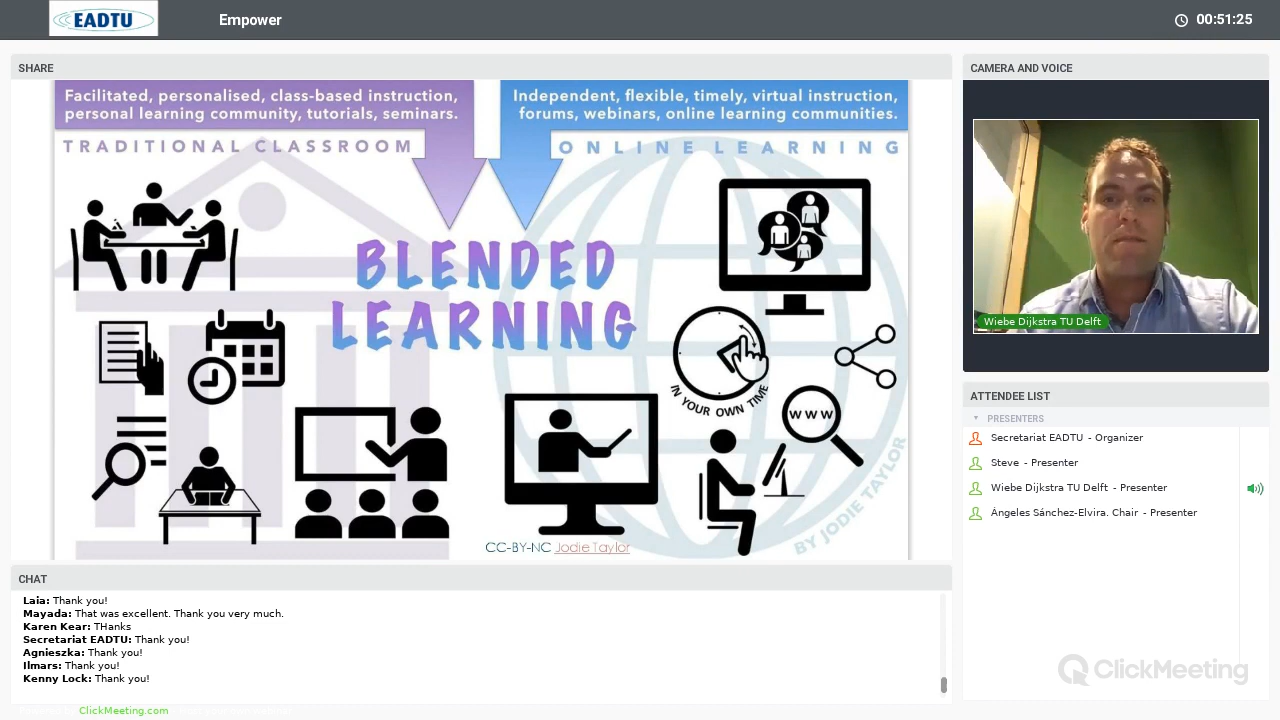 EADTU
Empower
00:51:25
SHARE
Facilitated, personalised, class-based instruction,
personal learning community, tutorials, seminars.
Independent, flexible, timely, virtual instruction,
forums, webinars, online learning communities.
TRADITIONAL CLASSROOM
ONLINE LEARNING
BLENDED
LEARNING
IN YOUR OWN TIME
WWW
BY JODIE TAYLOR
CC-BY-NC Jodie Taylor
CAMERA AND VOICE
Wiebe Dijkstra TU Delft
ATTENDEE LIST
PRESENTERS
Secretariat EADTU - Organizer
Steve - Presenter
Wiebe Dijkstra TU Delft - Presenter
Ángeles Sánchez-Elvira. Chair - Presenter
ClickMeeting
CHAT
Laia: Thank you!
Mayada: That was excellent. Thank you very much.
Karen Kear: THanks
Secretariat EADTU: Thank you!
Agnieszka: Thank you!
Ilmars: Thank you!
Kenny Lock: Thank you!
ClickMeeting.com